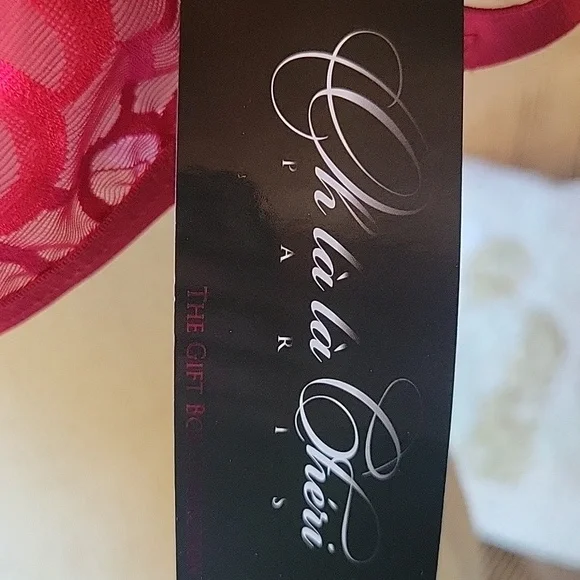 Oh là là Chéri
PARIS
THE GIFT BO